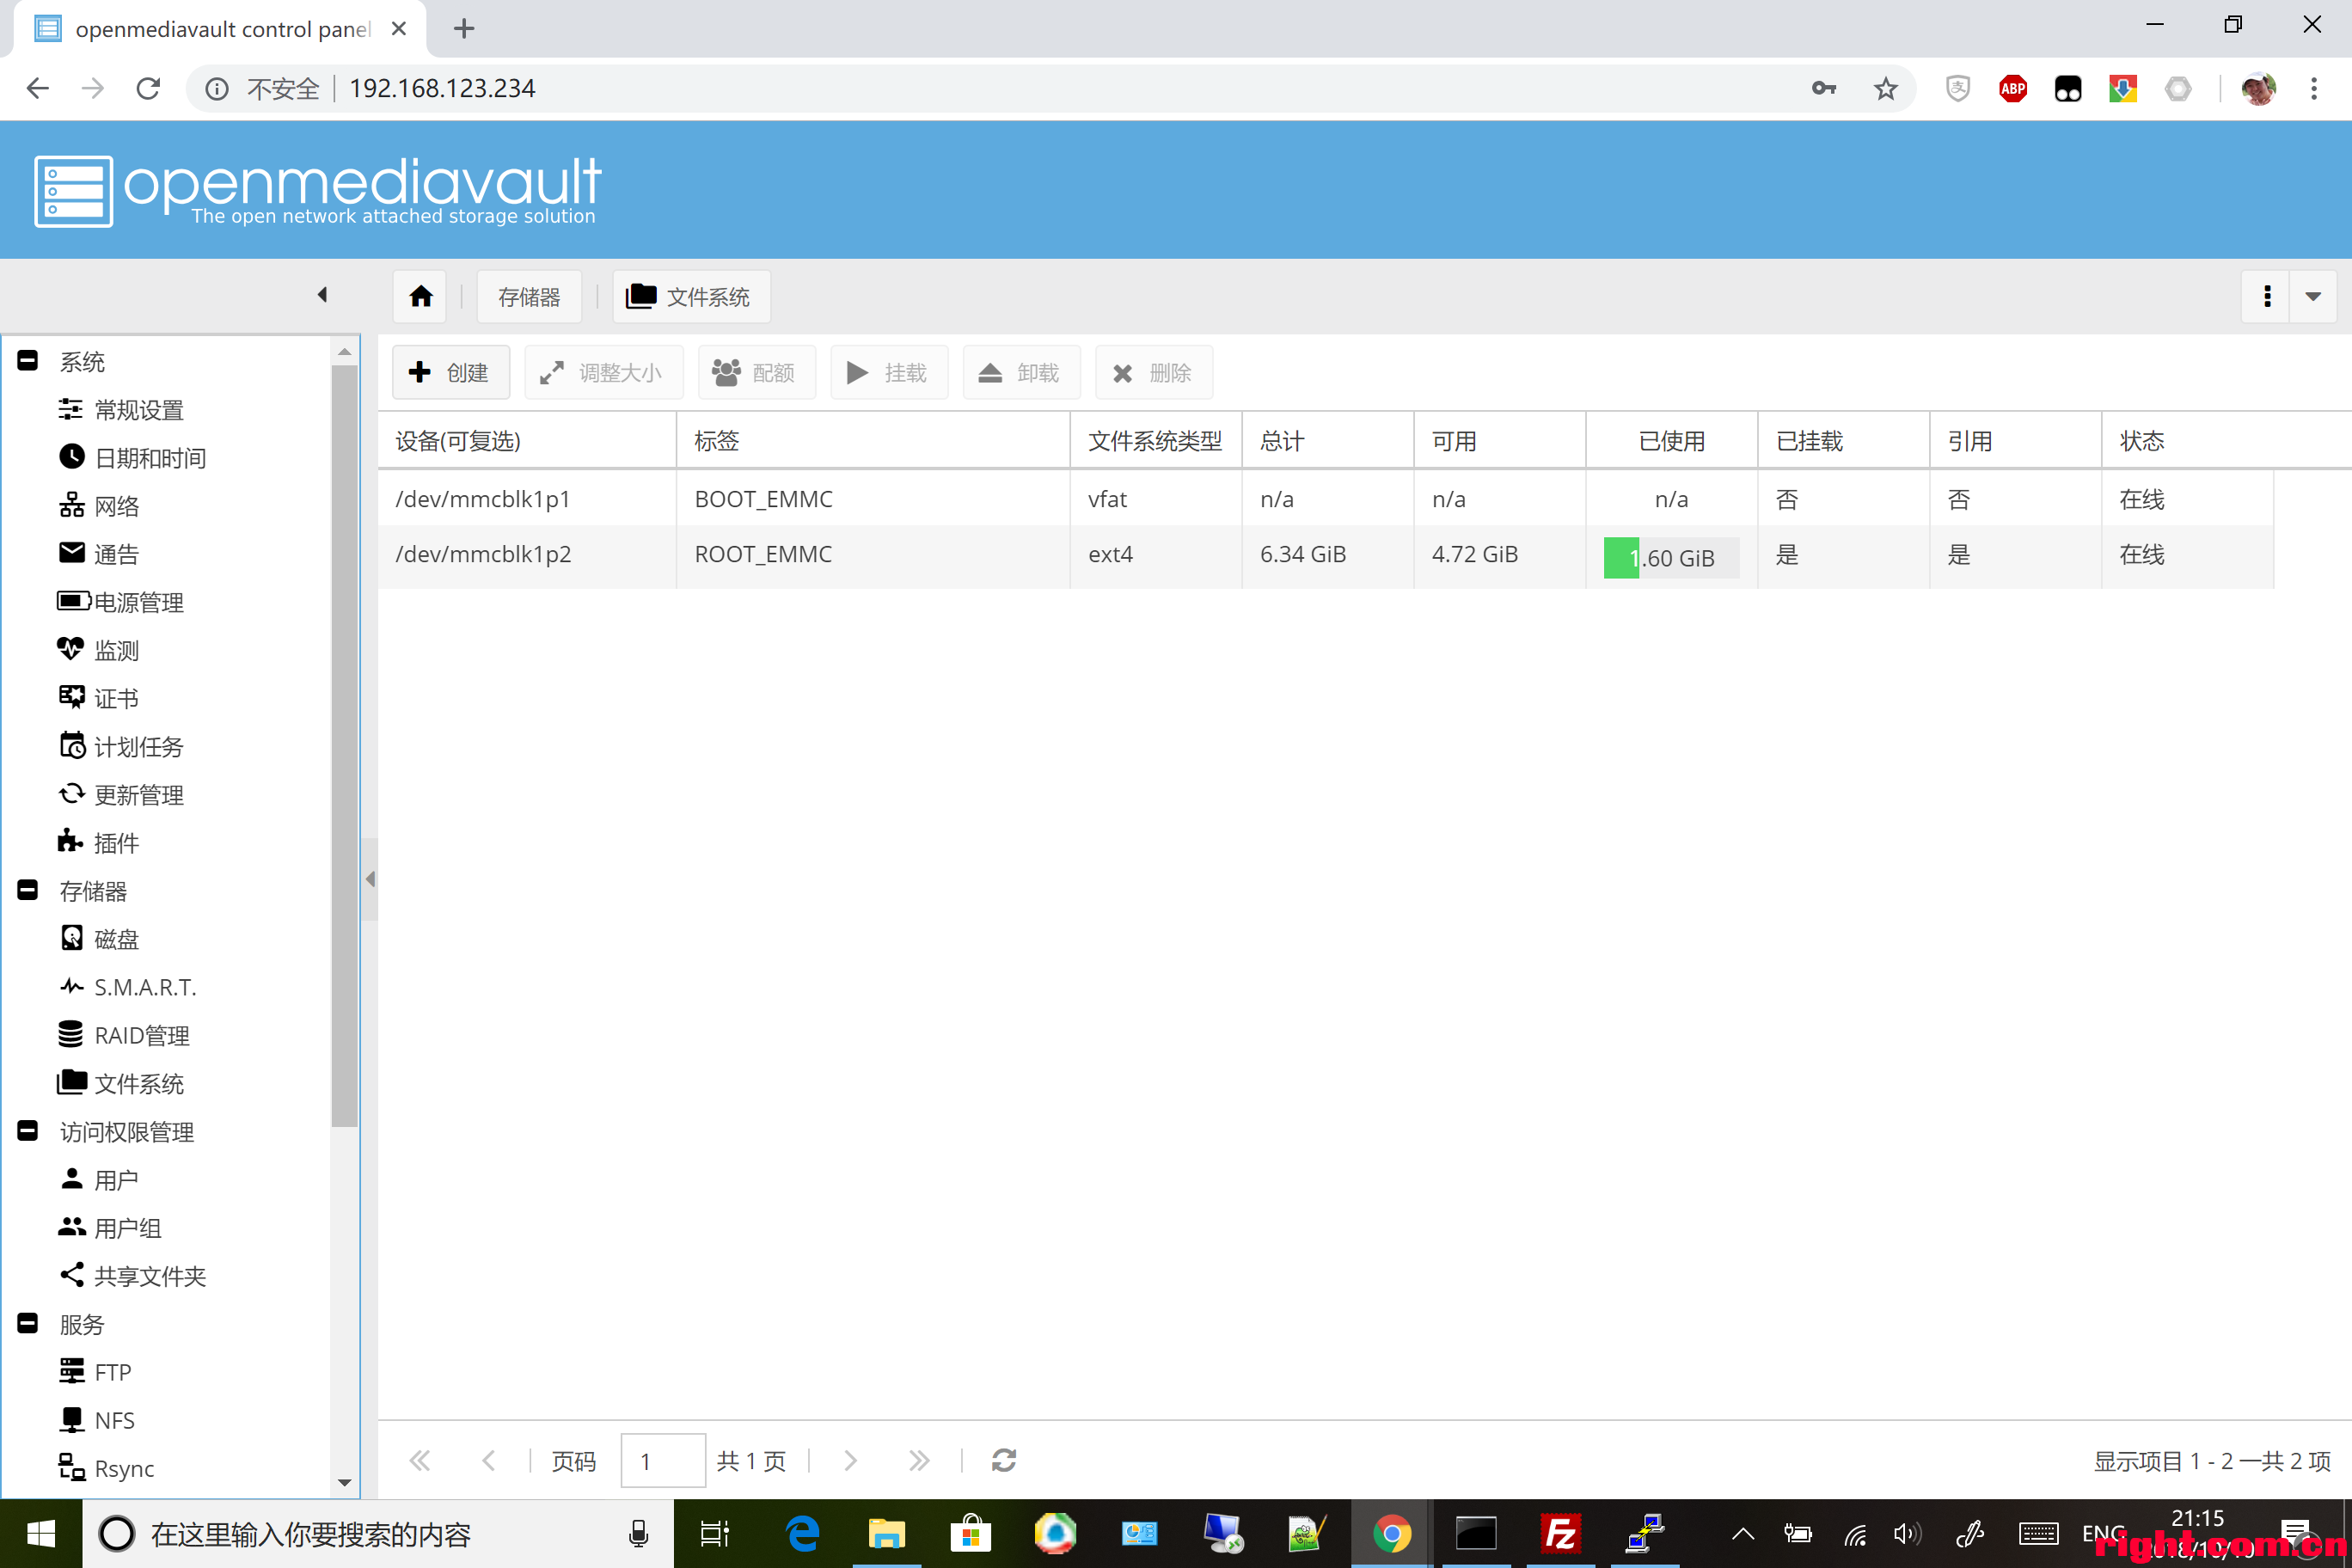 openmediavault control panel
不安全 192.168.123.234
ABP
openmediavault
The open network attached storage solution
存储器 文件系统
系统
常规设置
日期和时间
网络
通告
电源管理
监测
证书
计划任务
更新管理
插件
存储器
磁盘
S.M.A.R.T.
RAID管理
文件系统
访问权限管理
用户
用户组
共享文件夹
服务
FTP
NFS
Rsync
创建 调整大小 配额 挂载 卸载 删除
设备(可复选) 标签 文件系统类型 总计 可用 已使用 已挂载 引用 状态
/dev/mmcblk1p1 BOOT_EMMC vfat n/a n/a n/a 否 否 在线
/dev/mmcblk1p2 ROOT_EMMC ext4 6.34 GiB 4.72 GiB 1.60 GiB 是 是 在线
页码 1 共 1 页
显示项目 1 - 2 一共 2 项
在这里输入你要搜索的内容
ENG
21:15
right.com.cn